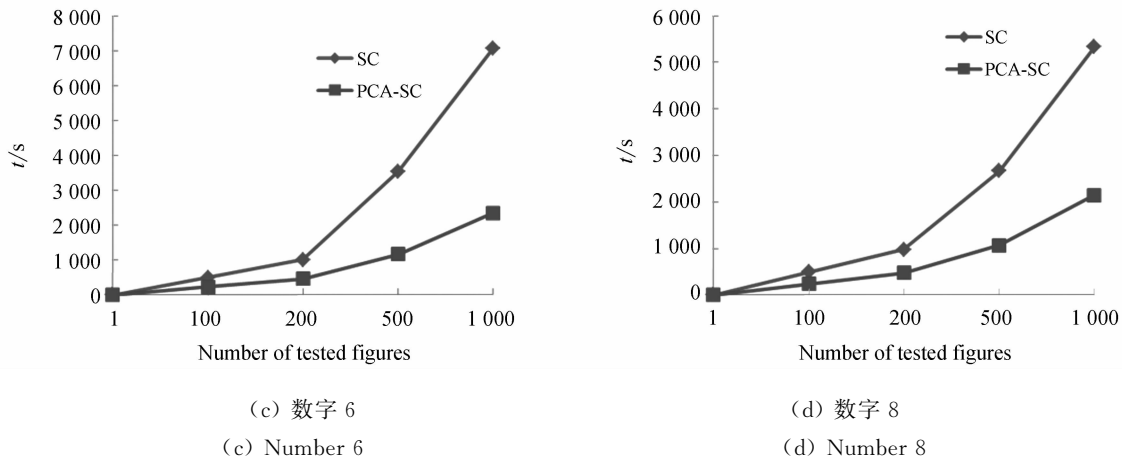 8 000
7 000
6 000
5 000
4 000
3 000
2 000
1 000
0
t/s
SC
PCA-SC
1 100 200 500 1 000
Number of tested figures
(c) 数字 6
(c) Number 6
6 000
5 000
4 000
3 000
2 000
1 000
0
t/s
SC
PCA-SC
1 100 200 500 1 000
Number of tested figures
(d) 数字 8
(d) Number 8